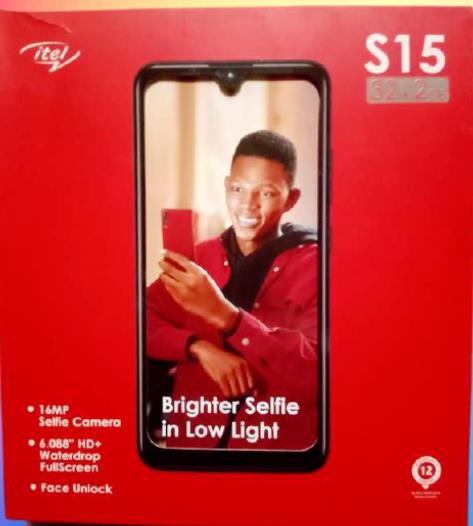 itel
S15
32+2
Brighter Selfie
in Low Light
• 16MP
Selfie Camera
• 6.088" HD+
Waterdrop
FullScreen
• Face Unlock
12